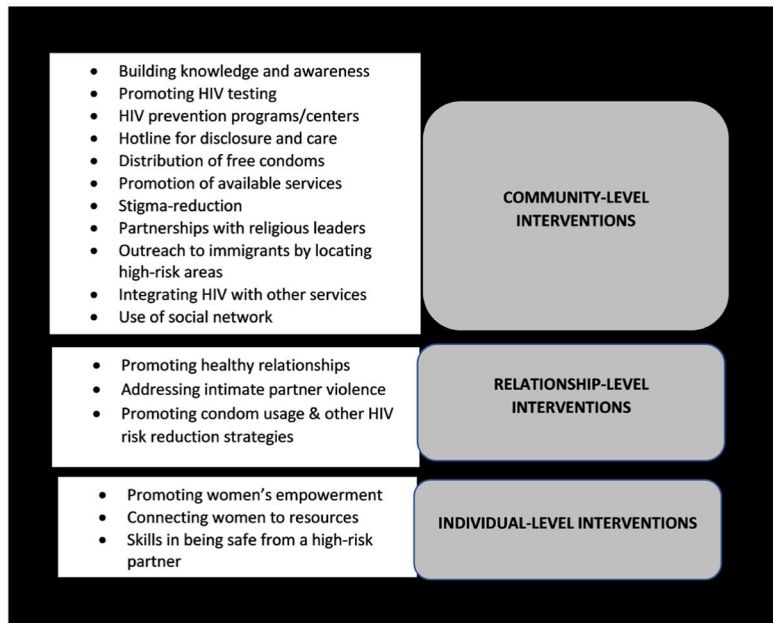 • Building knowledge and awareness
• Promoting HIV testing
• HIV prevention programs/centers
• Hotline for disclosure and care
• Distribution of free condoms
• Promotion of available services
• Stigma-reduction
• Partnerships with religious leaders
• Outreach to immigrants by locating
high-risk areas
• Integrating HIV with other services
• Use of social network
COMMUNITY-LEVEL
INTERVENTIONS
• Promoting healthy relationships
• Addressing intimate partner violence
• Promoting condom usage & other HIV
risk reduction strategies
RELATIONSHIP-LEVEL
INTERVENTIONS
• Promoting women’s empowerment
• Connecting women to resources
• Skills in being safe from a high-risk
partner
INDIVIDUAL-LEVEL INTERVENTIONS